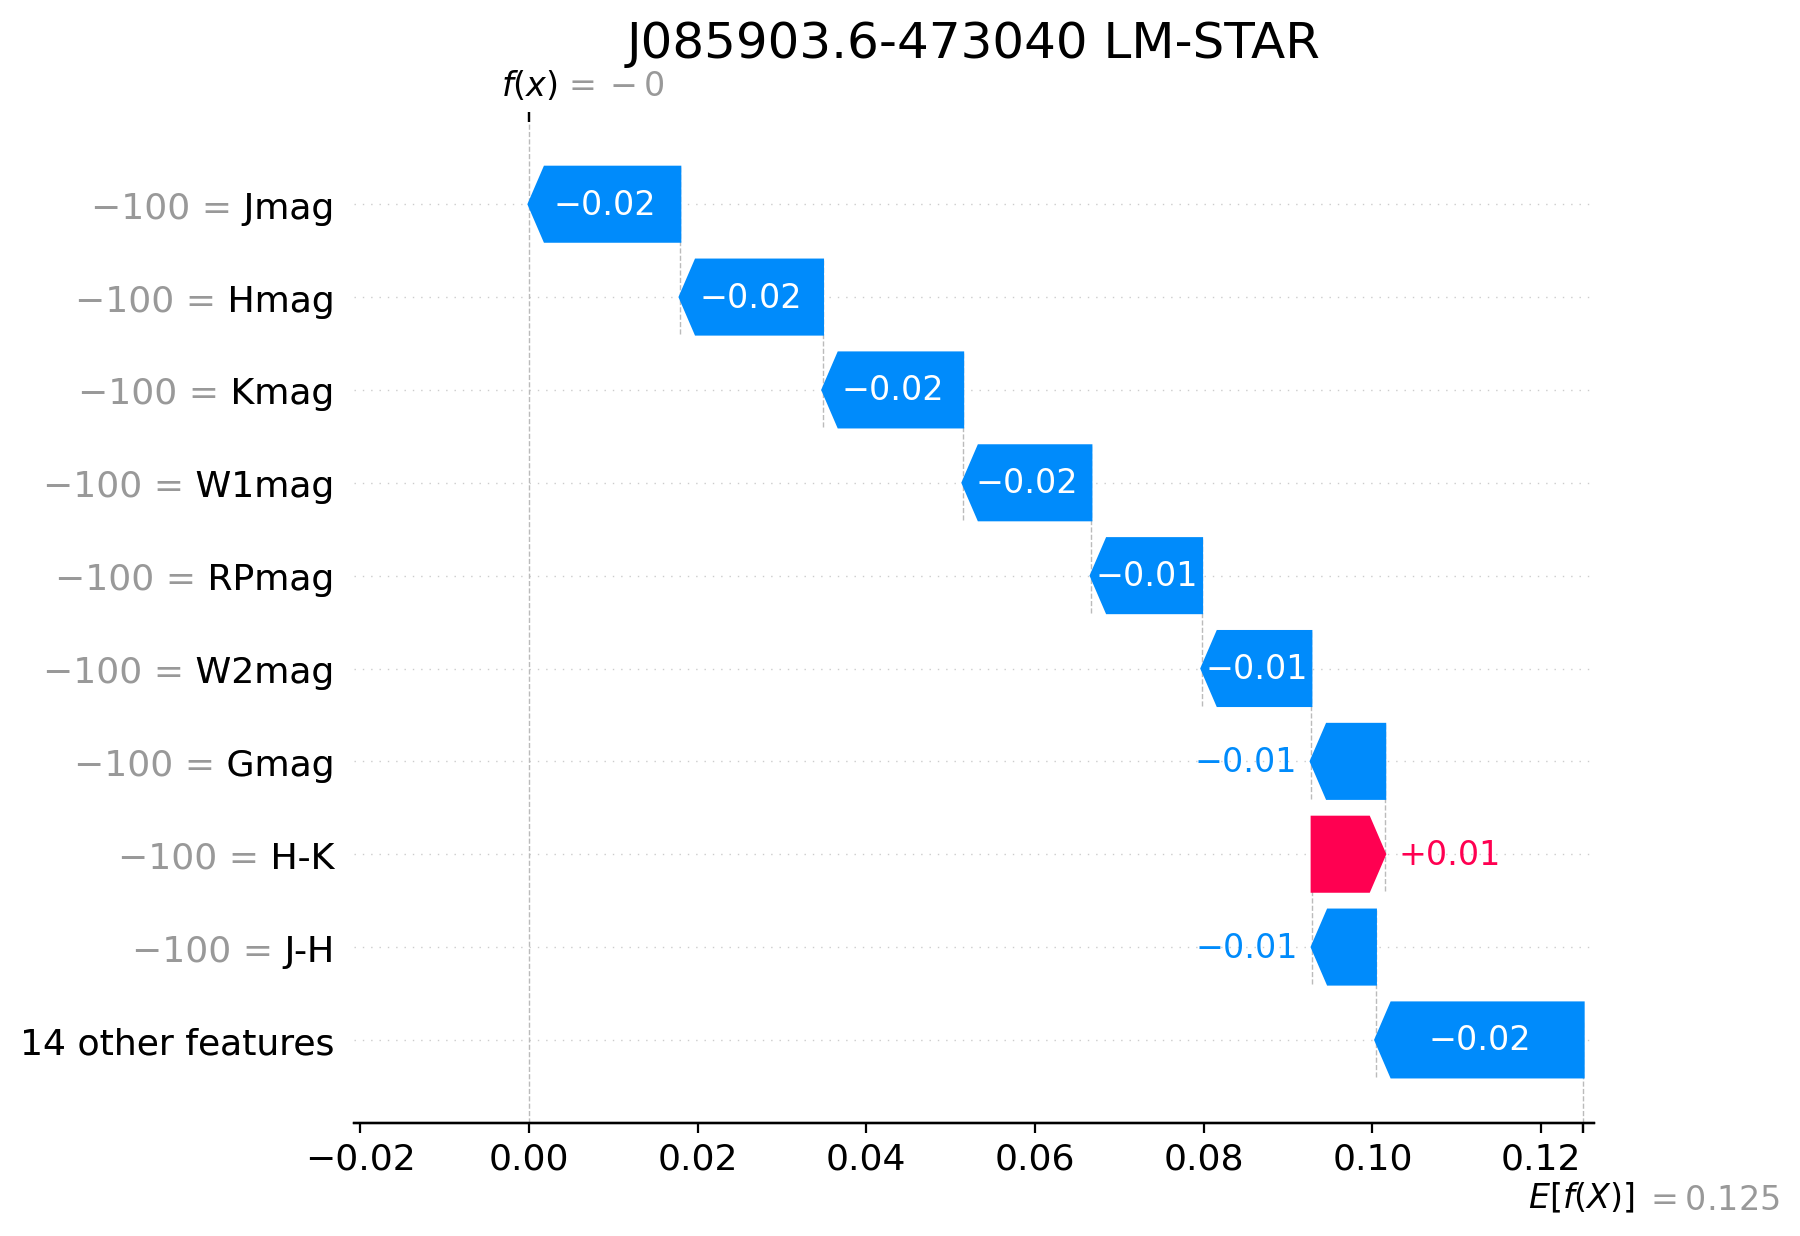 J085903.6-473040 LM-STAR
f(x) = −0
−100 = Jmag
−0.02
−100 = Hmag
−0.02
−100 = Kmag
−0.02
−100 = W1mag
−0.02
−100 = RPmag
−0.01
−100 = W2mag
−0.01
−100 = Gmag
−0.01
−100 = H-K
+0.01
−100 = J-H
−0.01
14 other features
−0.02
−0.02 0.00 0.02 0.04 0.06 0.08 0.10 0.12
E[f(X)] = 0.125